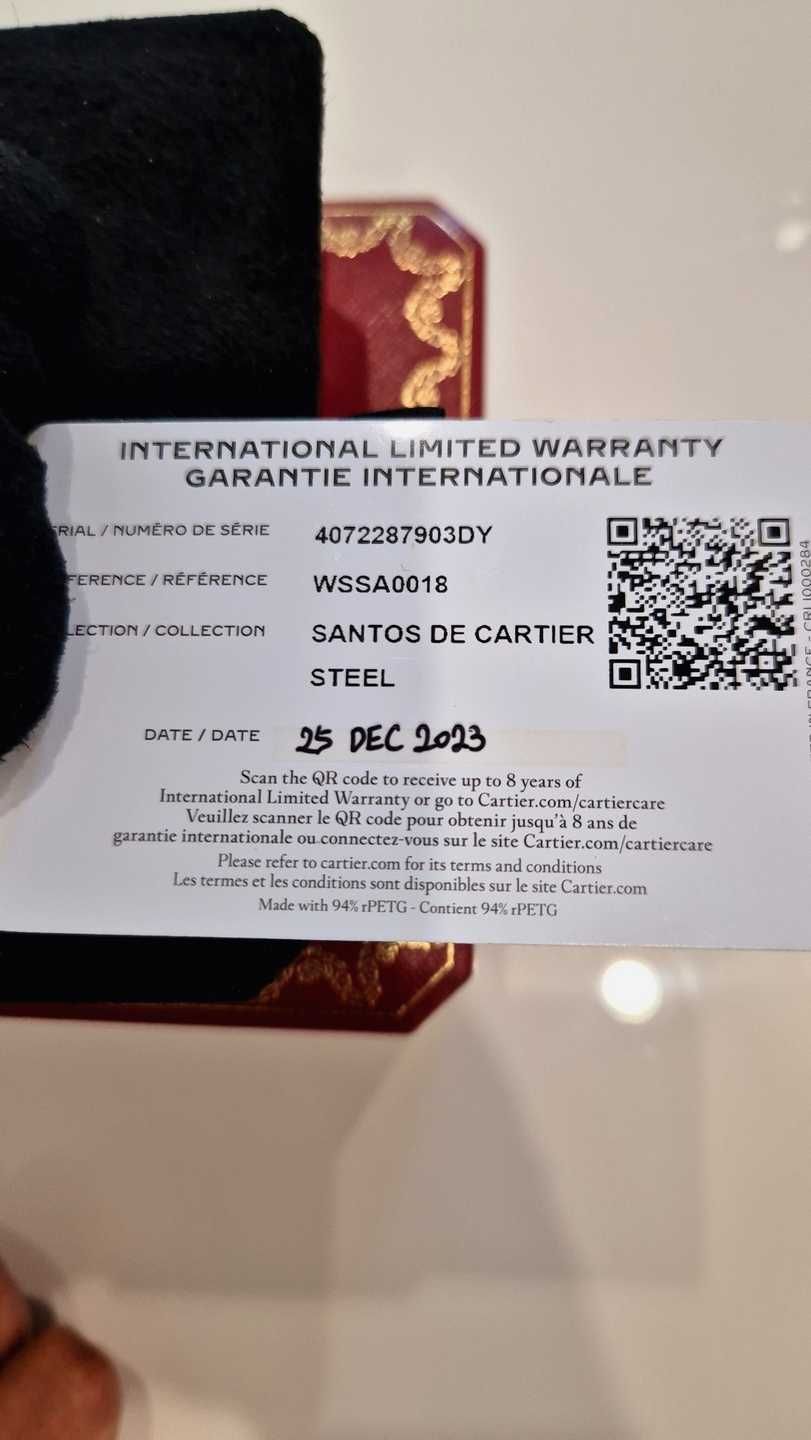 INTERNATIONAL LIMITED WARRANTY
GARANTIE INTERNATIONALE
/ NUMÉRO DE SÉRIE 4072287903DY
/ RÉFÉRENCE WSSA0018
/ COLLECTION SANTOS DE CARTIER
STEEL
DATE / DATE 25 DEC 2023
Scan the QR code to receive up to 8 years of
International Limited Warranty or go to Cartier.com/cartiercare
Veuillez scanner le QR code pour obtenir jusqu'à 8 ans de
garantie internationale ou connectez-vous sur le site Cartier.com/cartiercare
Please refer to cartier.com for its terms and conditions
Les termes et les conditions sont disponibles sur le site Cartier.com
Made with 94% rPETG - Contient 94% rPETG